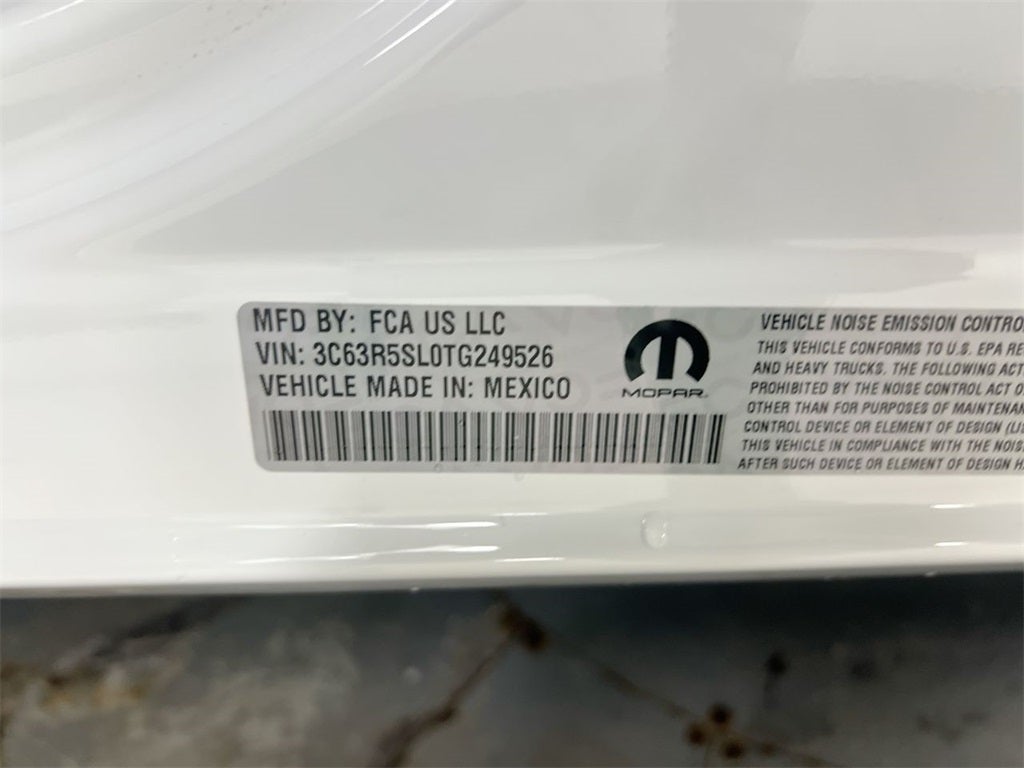 MFD BY: FCA US LLC
VIN: 3C63R5SL0TG249526
VEHICLE MADE IN: MEXICO
MOPAR
VEHICLE NOISE EMISSION CONTRO
THIS VEHICLE CONFORMS TO U.S. EPA RE
AND HEAVY TRUCKS. THE FOLLOWING ACT
PROHIBITED BY THE NOISE CONTROL ACT O
OTHER THAN FOR PURPOSES OF MAINTENAN
CONTROL DEVICE OR ELEMENT OF DESIGN (LIS
THIS VEHICLE IN COMPLIANCE WITH THE NOIS
AFTER SUCH DEVICE OR ELEMENT OF DESIGN H